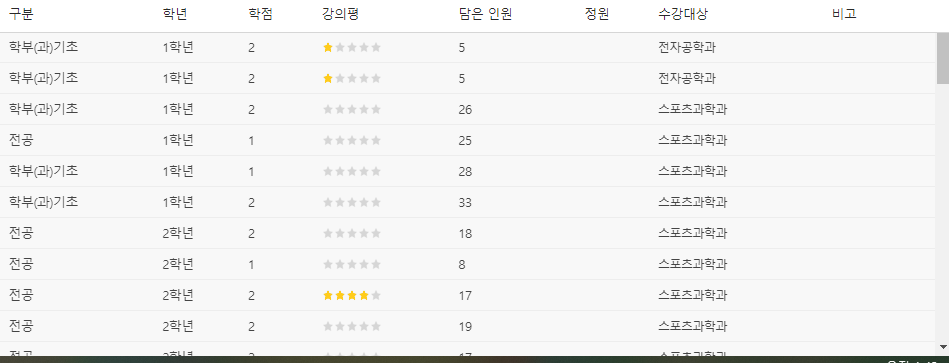 구분 학년 학점 강의평 담은 인원 정원 수강대상 비고
학부(과)기초 1학년 2 5 전자공학과
학부(과)기초 1학년 2 5 전자공학과
학부(과)기초 1학년 2 26 스포츠과학과
전공 1학년 1 25 스포츠과학과
학부(과)기초 1학년 1 28 스포츠과학과
학부(과)기초 1학년 2 33 스포츠과학과
전공 2학년 2 18 스포츠과학과
전공 2학년 1 8 스포츠과학과
전공 2학년 2 17 스포츠과학과
전공 2학년 2 19 스포츠과학과